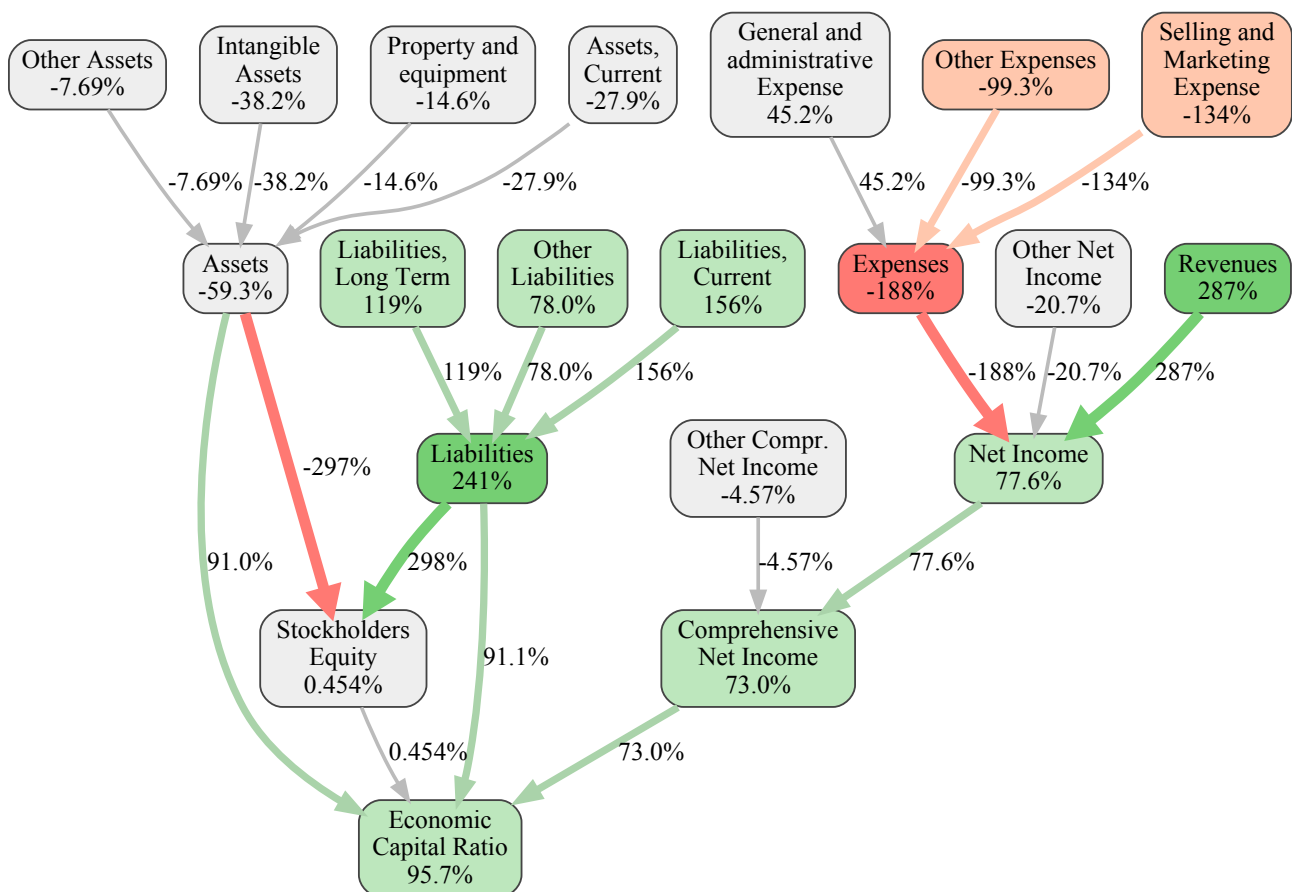 Other Assets
-7.69%
Intangible
Assets
-38.2%
Property and
equipment
-14.6%
Assets,
Current
-27.9%
General and
administrative
Expense
45.2%
Other Expenses
-99.3%
Selling and
Marketing
Expense
-134%
-7.69%
-38.2%
-14.6%
-27.9%
45.2%
-99.3%
-134%
Assets
-59.3%
Liabilities,
Long Term
119%
Other
Liabilities
78.0%
Liabilities,
Current
156%
Expenses
-188%
Other Net
Income
-20.7%
Revenues
287%
119%
78.0%
156%
-188%
-20.7%
287%
-297%
Liabilities
241%
Other Compr.
Net Income
-4.57%
Net Income
77.6%
91.0%
298%
-4.57%
77.6%
Stockholders
Equity
0.454%
91.1%
Comprehensive
Net Income
73.0%
0.454%
73.0%
Economic
Capital Ratio
95.7%